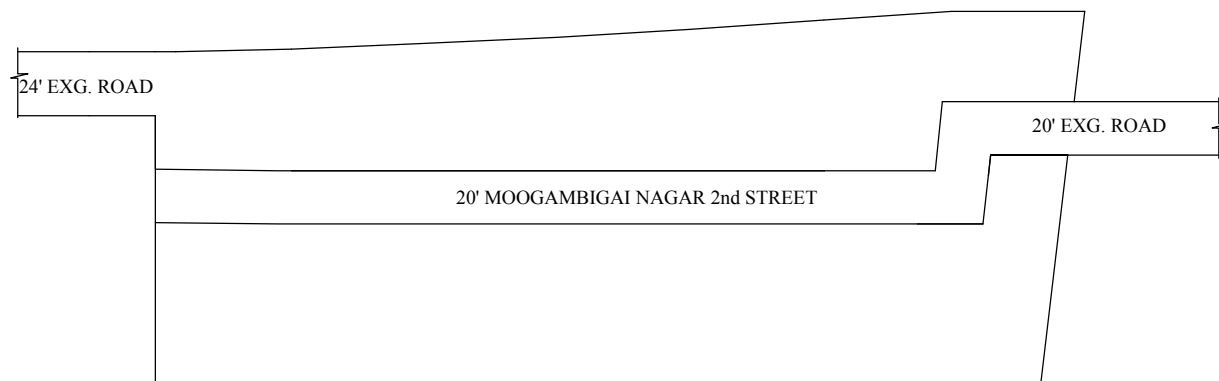 24' EXG. ROAD
20' EXG. ROAD
20' MOOGAMBIGAI NAGAR 2nd STREET